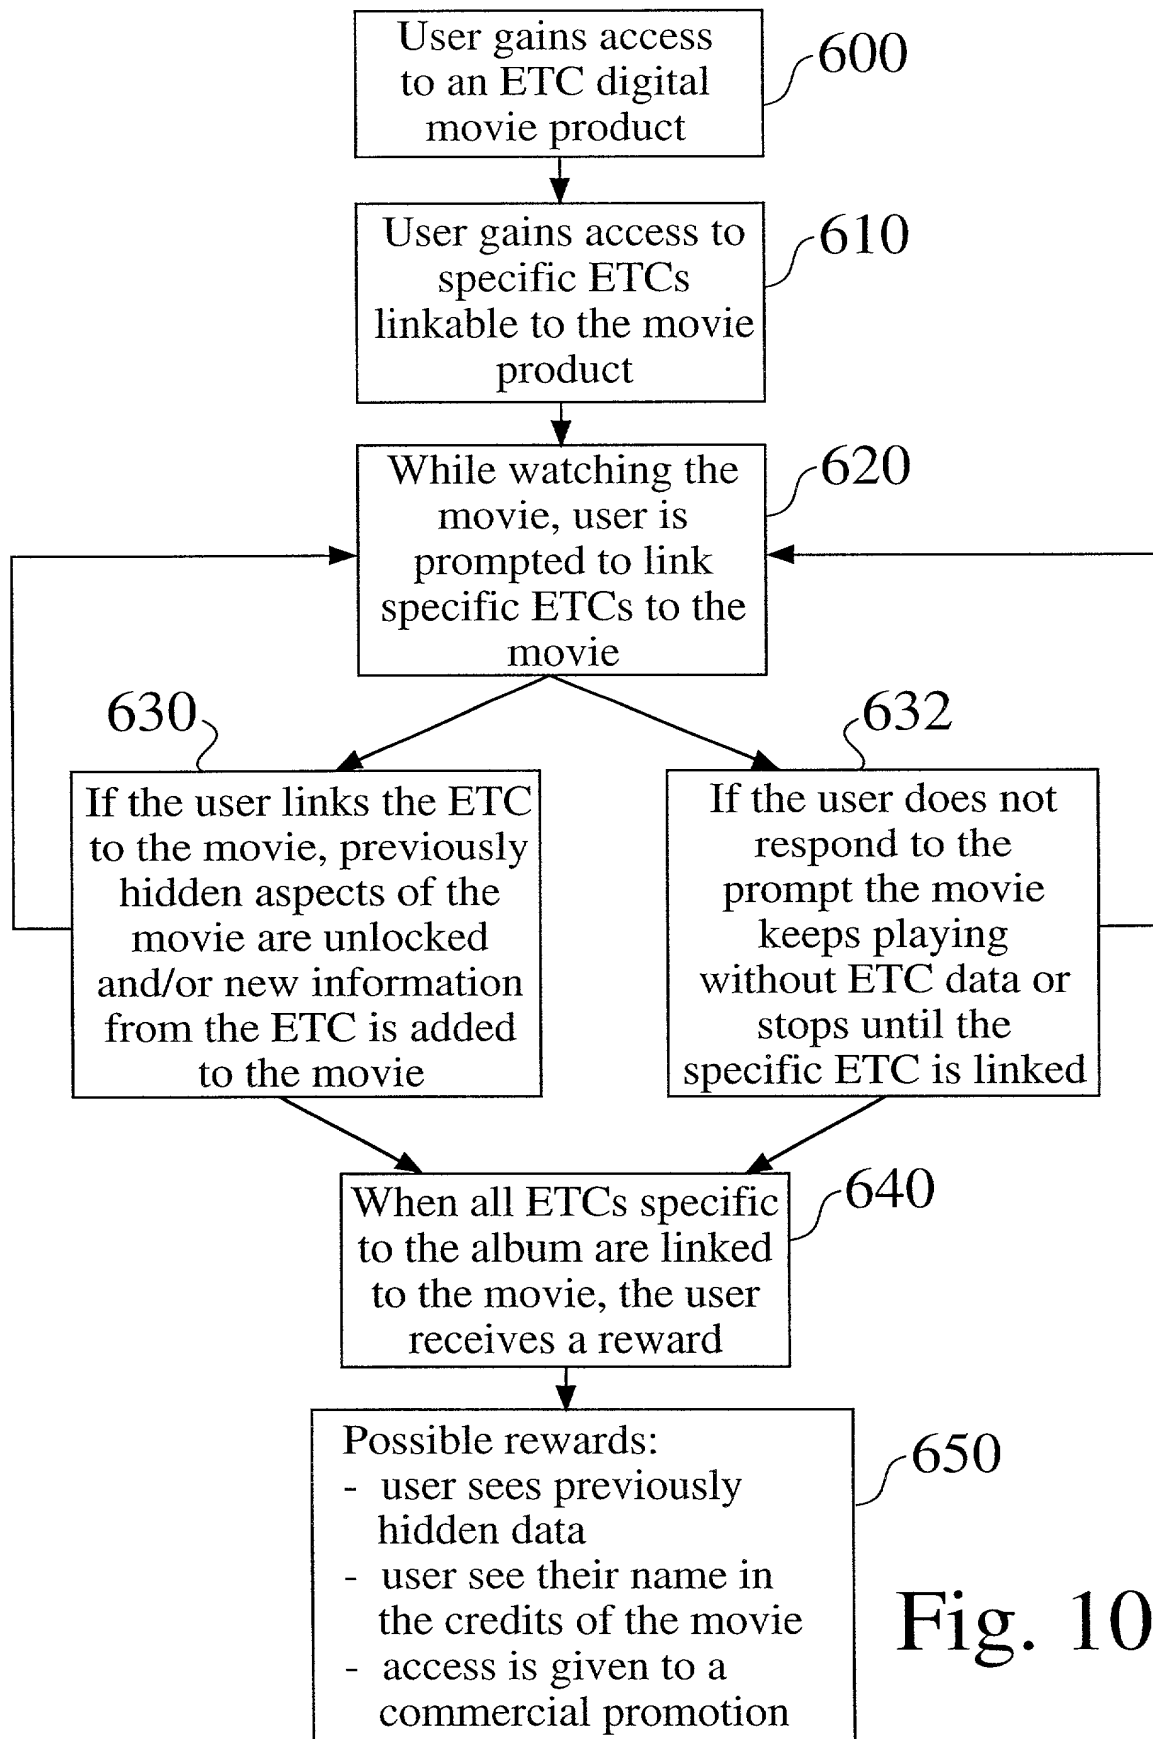 User gains access
to an ETC digital
movie product
600
User gains access to
specific ETCs
linkable to the movie
product
610
While watching the
movie, user is
prompted to link
specific ETCs to the
movie
620
630
If the user links the ETC
to the movie, previously
hidden aspects of the
movie are unlocked
and/or new information
from the ETC is added
to the movie
632
If the user does not
respond to the
prompt the movie
keeps playing
without ETC data or
stops until the
specific ETC is linked
When all ETCs specific
to the album are linked
to the movie, the user
receives a reward
640
Possible rewards:
- user sees previously
hidden data
- user see their name in
the credits of the movie
- access is given to a
commercial promotion
650
Fig. 10